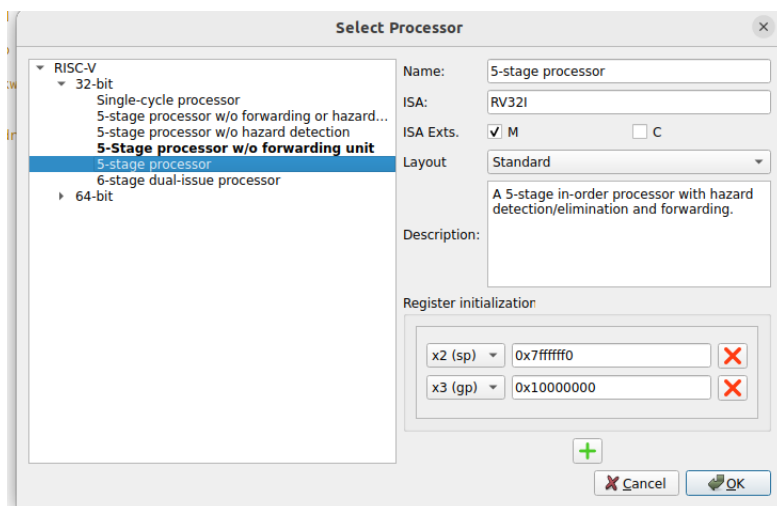 Select Processor
RISC-V
32-bit
Single-cycle processor
5-stage processor w/o forwarding or hazard...
5-stage processor w/o hazard detection
5-Stage processor w/o forwarding unit
5-stage processor
6-stage dual-issue processor
64-bit
Name: 5-stage processor
ISA: RV32I
ISA Exts. M C
Layout Standard
Description: A 5-stage in-order processor with hazard
detection/elimination and forwarding.
Register initialization
x2 (sp) 0x7ffffff0
x3 (gp) 0x10000000
Cancel OK